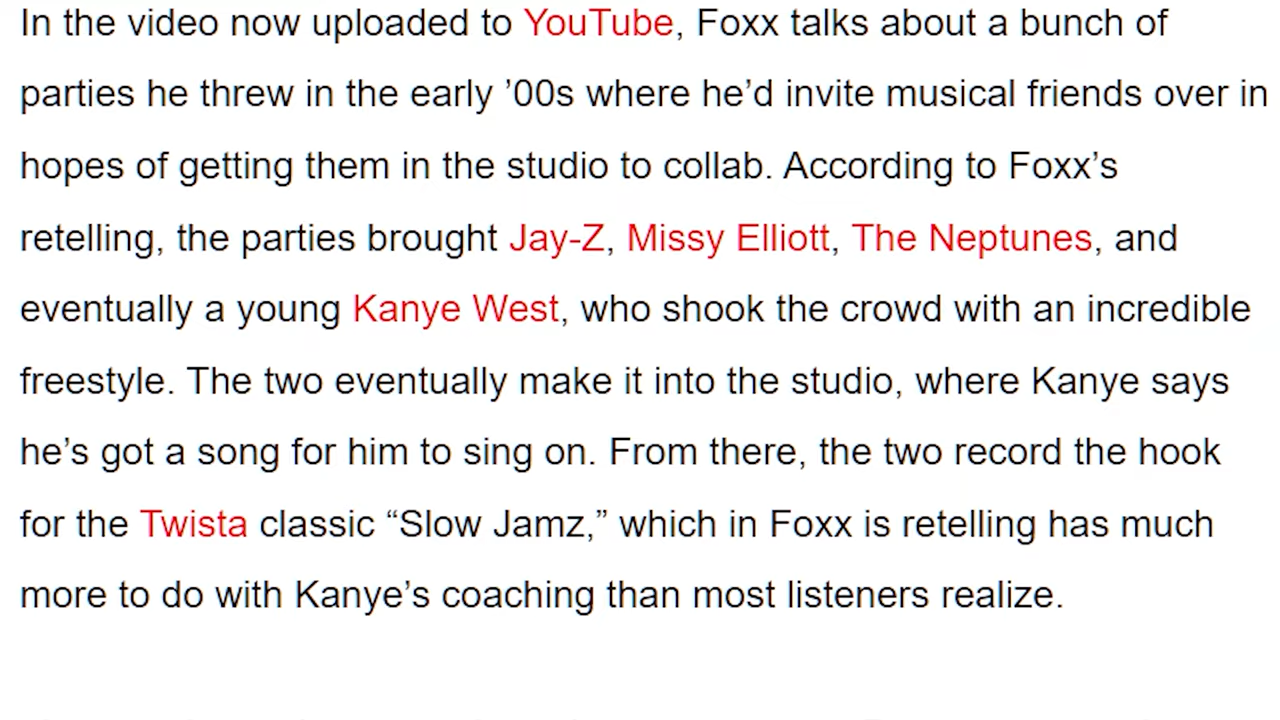 In the video now uploaded to YouTube, Foxx talks about a bunch of
parties he threw in the early ’00s where he’d invite musical friends over in
hopes of getting them in the studio to collab. According to Foxx’s
retelling, the parties brought Jay-Z, Missy Elliott, The Neptunes, and
eventually a young Kanye West, who shook the crowd with an incredible
freestyle. The two eventually make it into the studio, where Kanye says
he’s got a song for him to sing on. From there, the two record the hook
for the Twista classic “Slow Jamz,” which in Foxx is retelling has much
more to do with Kanye’s coaching than most listeners realize.